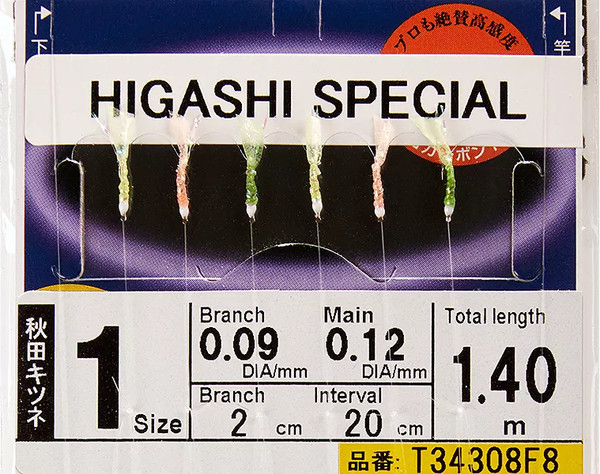 下
プロも絶賛高感度
竿
HIGASHI SPECIAL
秋田キツネ
1 Size
Branch Main Total length
0.09 DIA/mm 0.12 DIA/mm 1.40 m
Branch Interval
2 cm 20 cm
品番: T34308F8